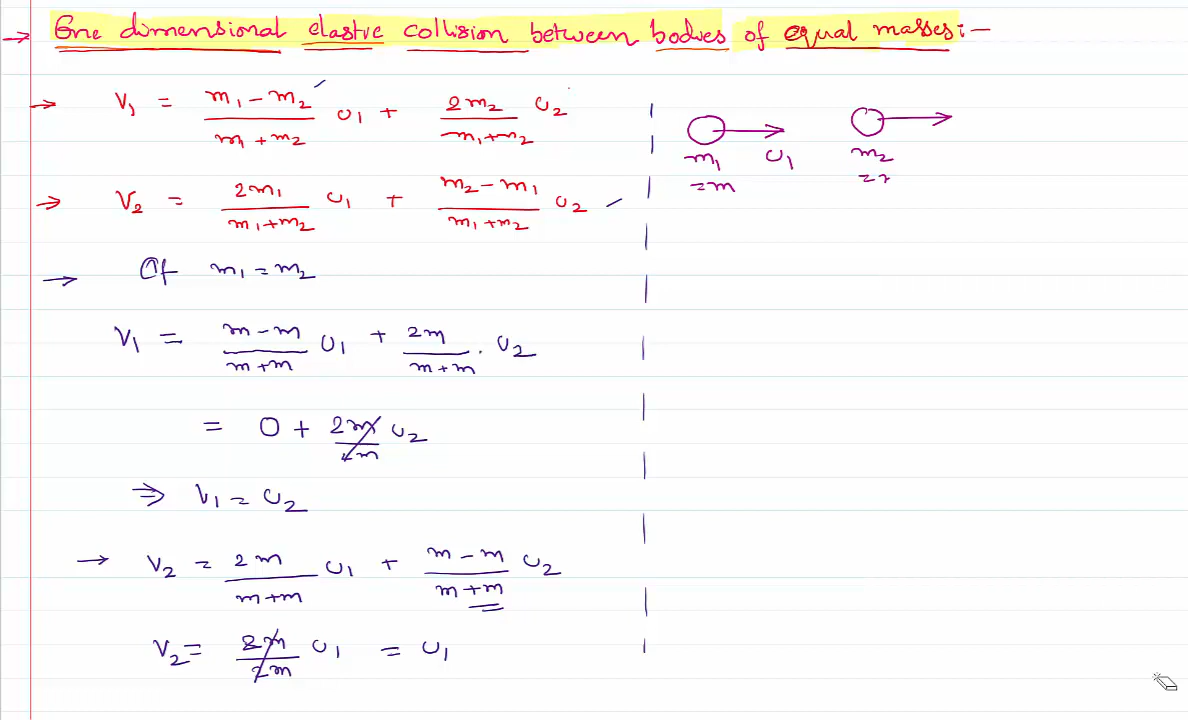 → One dimensional elastic collision between bodies of equal masses:-
→ V₁ = (m₁ - m₂)/(m + m₂) U₁ + 2m₂/(m₁+m₂) U₂
→ V₂ = 2m₁/(m₁+m₂) U₁ + (m₂ - m₁)/(m₁+m₂) U₂
→ If m₁ = m₂
V₁ = (m - m)/(m+m) U₁ + 2m/(m+m) . U₂
= 0 + 2m/2m U₂
⇒ V₁ = U₂
→ V₂ = 2m/(m+m) U₁ + (m - m)/(m+m) U₂
V₂ = 2m/2m U₁ = U₁
m₁ U₁ m₂
=m =